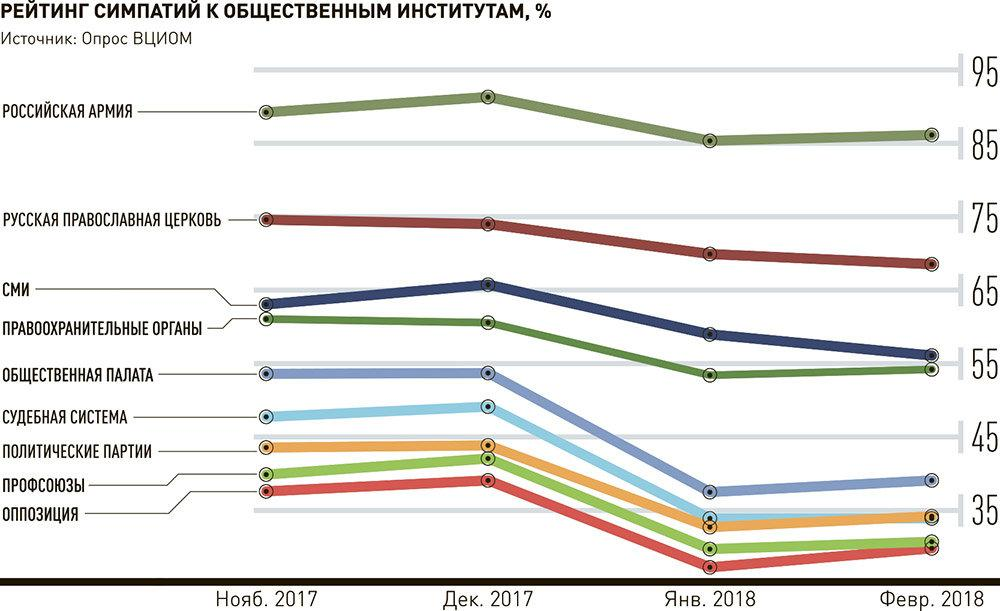 РЕЙТИНГ СИМПАТИЙ К ОБЩЕСТВЕННЫМ ИНСТИТУТАМ, %
Источник: Опрос ВЦИОМ
95
РОССИЙСКАЯ АРМИЯ
85
РУССКАЯ ПРАВОСЛАВНАЯ ЦЕРКОВЬ
75
СМИ
65
ПРАВООХРАНИТЕЛЬНЫЕ ОРГАНЫ
55
ОБЩЕСТВЕННАЯ ПАЛАТА
СУДЕБНАЯ СИСТЕМА
45
ПОЛИТИЧЕСКИЕ ПАРТИИ
ПРОФСОЮЗЫ
ОППОЗИЦИЯ
35
Нояб. 2017
Дек. 2017
Янв. 2018
Февр. 2018